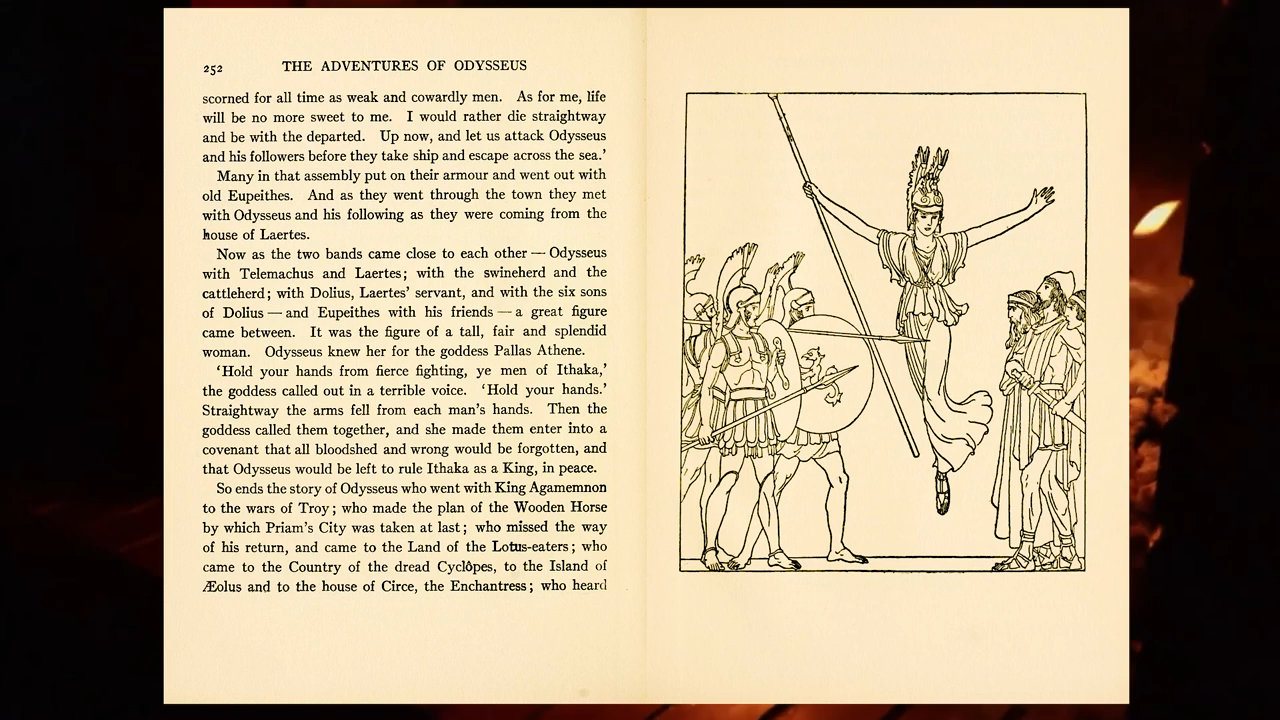 252 THE ADVENTURES OF ODYSSEUS
scorned for all time as weak and cowardly men. As for me, life
will be no more sweet to me. I would rather die straightway
and be with the departed. Up now, and let us attack Odysseus
and his followers before they take ship and escape across the sea.’
Many in that assembly put on their armour and went out with
old Eupeithes. And as they went through the town they met
with Odysseus and his following as they were coming from the
house of Laertes.
Now as the two bands came close to each other — Odysseus
with Telemachus and Laertes; with the swineherd and the
cattleherd; with Dolius, Laertes’ servant, and with the six sons
of Dolius — and Eupeithes with his friends — a great figure
came between. It was the figure of a tall, fair and splendid
woman. Odysseus knew her for the goddess Pallas Athene.
‘Hold your hands from fierce fighting, ye men of Ithaka,’
the goddess called out in a terrible voice. ‘Hold your hands.’
Straightway the arms fell from each man’s hands. Then the
goddess called them together, and she made them enter into a
covenant that all bloodshed and wrong would be forgotten, and
that Odysseus would be left to rule Ithaka as a King, in peace.
So ends the story of Odysseus who went with King Agamemnon
to the wars of Troy; who made the plan of the Wooden Horse
by which Priam’s City was taken at last; who missed the way
of his return, and came to the Land of the Lotus-eaters; who
came to the Country of the dread Cyclôpes, to the Island of
Æolus and to the house of Circe, the Enchantress; who heard